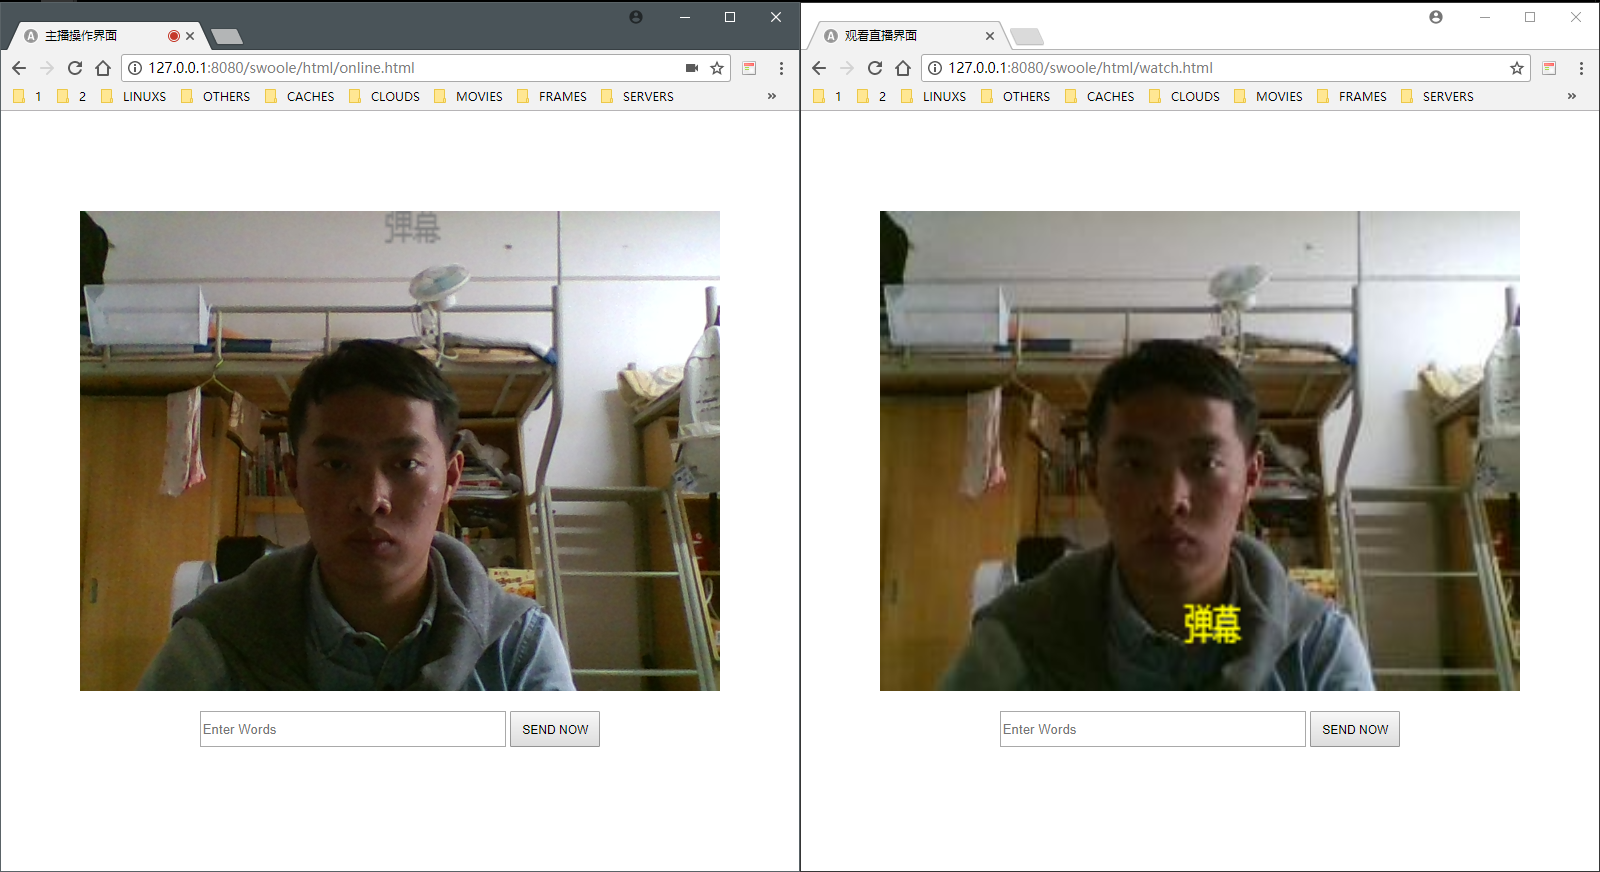 主播操作界面
127.0.0.1:8080/swoole/html/online.html
1 2 LINUXS OTHERS CACHES CLOUDS MOVIES FRAMES SERVERS »
弹幕
Enter Words SEND NOW
观看直播界面
127.0.0.1:8080/swoole/html/watch.html
1 2 LINUXS OTHERS CACHES CLOUDS MOVIES FRAMES SERVERS »
弹幕
Enter Words SEND NOW